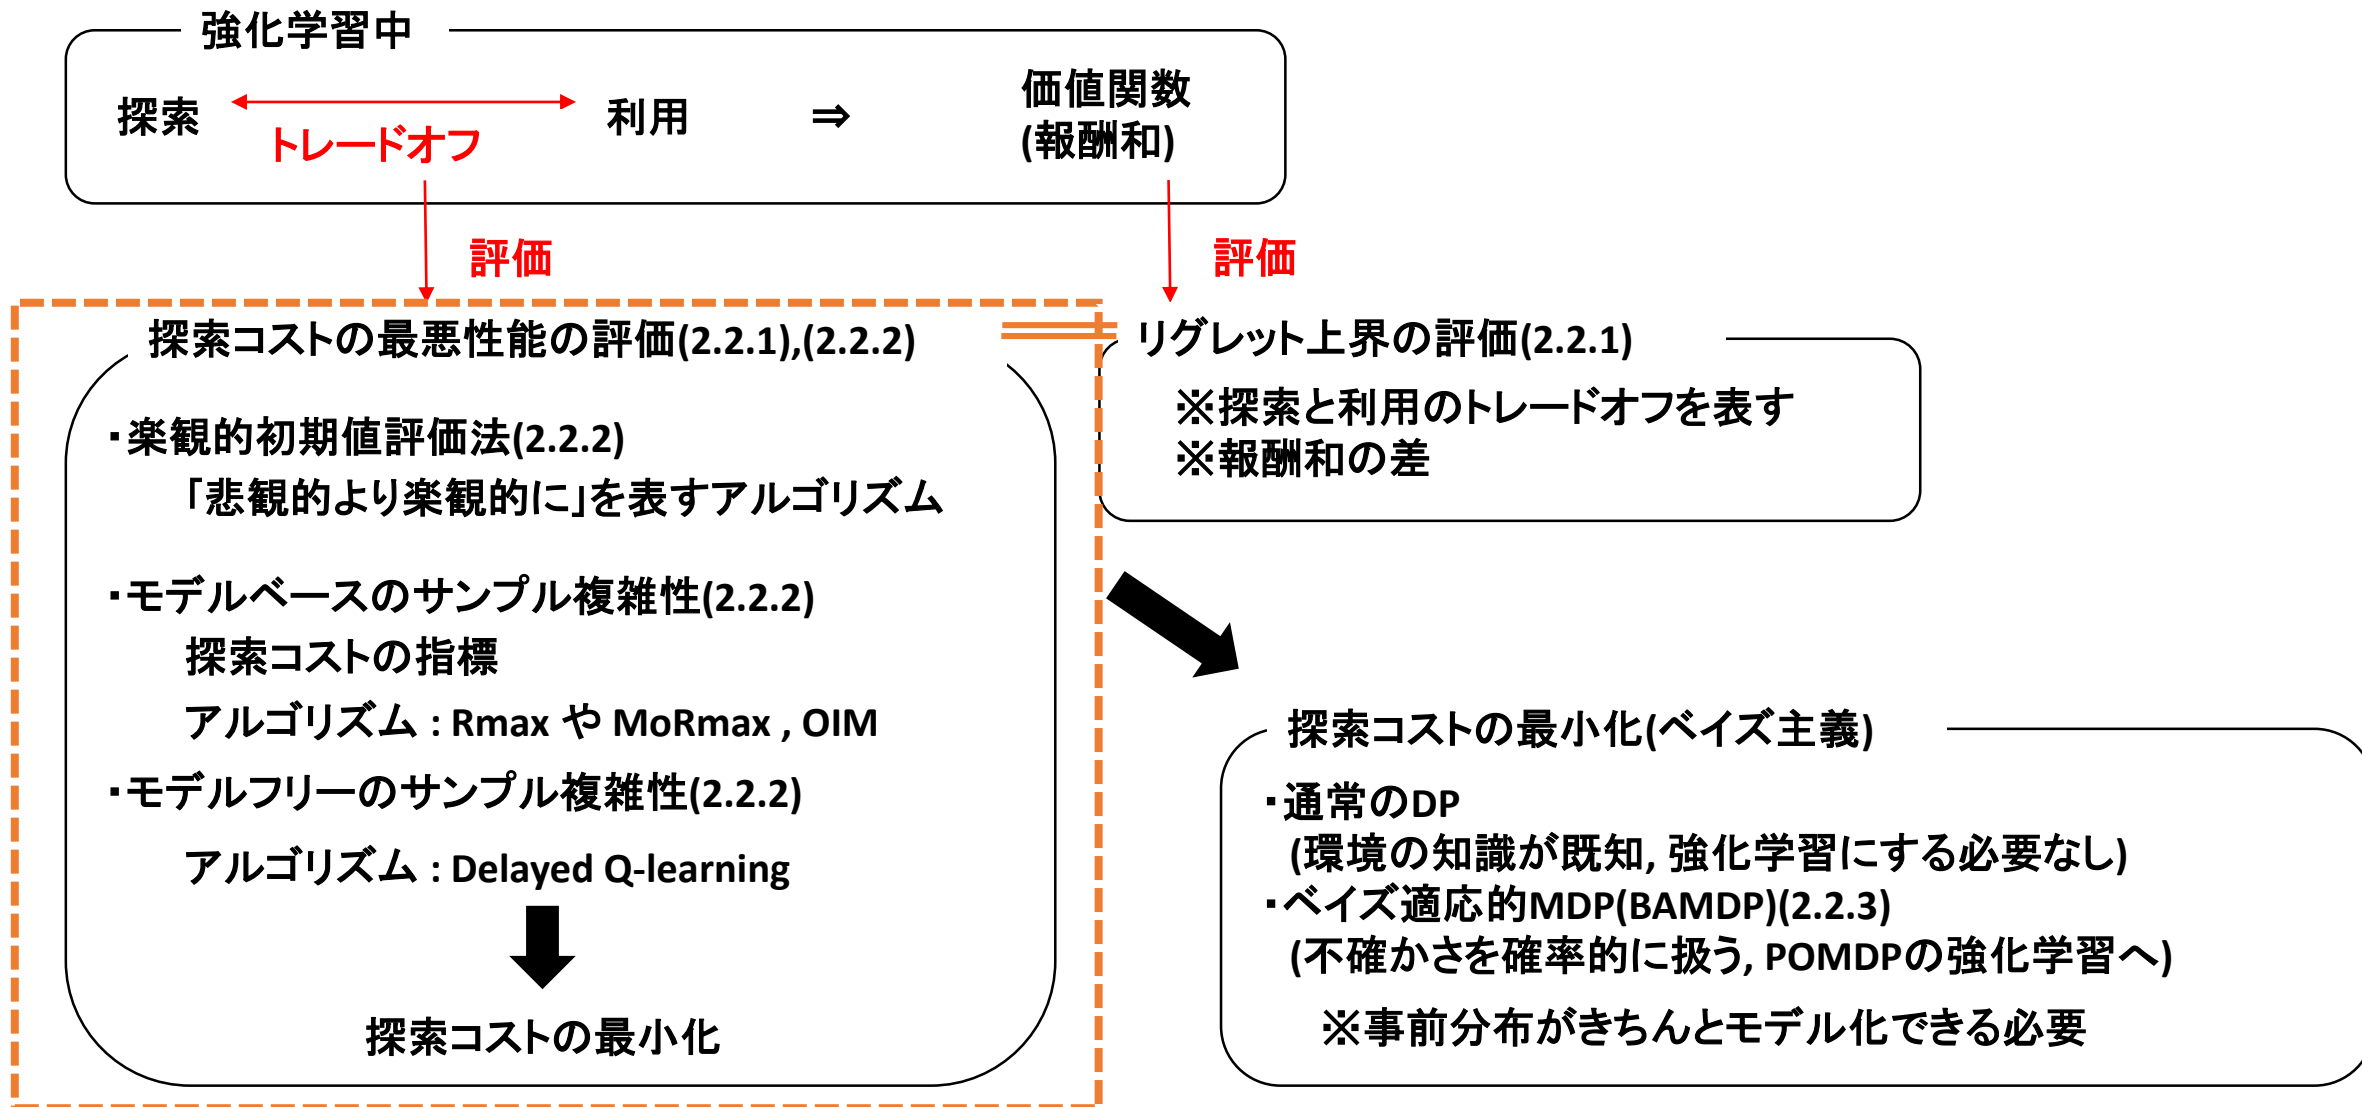 強化学習中
探索
トレードオフ
利用
⇒
価値関数
(報酬和)
評価
評価
探索コストの最悪性能の評価(2.2.1),(2.2.2)
・楽観的初期値評価法(2.2.2)
「悲観的より楽観的に」を表すアルゴリズム
・モデルベースのサンプル複雑性(2.2.2)
探索コストの指標
アルゴリズム : Rmax や MoRmax , OIM
・モデルフリーのサンプル複雑性(2.2.2)
アルゴリズム : Delayed Q-learning
探索コストの最小化
リグレット上界の評価(2.2.1)
※探索と利用のトレードオフを表す
※報酬和の差
探索コストの最小化(ベイズ主義)
・通常のDP
(環境の知識が既知, 強化学習にする必要なし)
・ベイズ適応的MDP(BAMDP)(2.2.3)
(不確かさを確率的に扱う, POMDPの強化学習へ)
※事前分布がきちんとモデル化できる必要